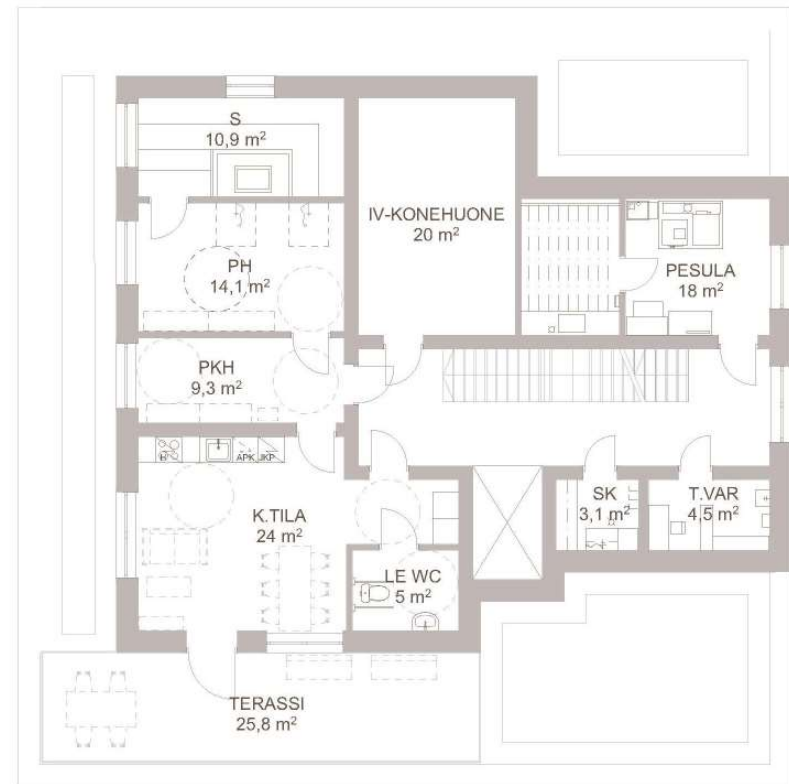 S
10,9 m²
IV-KONEHUONE
20 m²
PH
14,1 m²
PESULA
18 m²
PKH
9,3 m²
APK JKP
K.TILA
24 m²
SK
3,1 m²
T.VAR
4,5 m²
LE WC
5 m²
TERASSI
25,8 m²